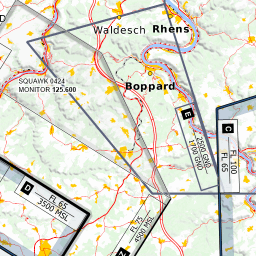 Waldesch
Rhens
SQUAWK 0424
MONITOR 125.600
Boppard
E
2500 GND
1700 GND
C
FL 100
FL 65
D
FL 65
3500 MSL
FL 75
4500 MSL